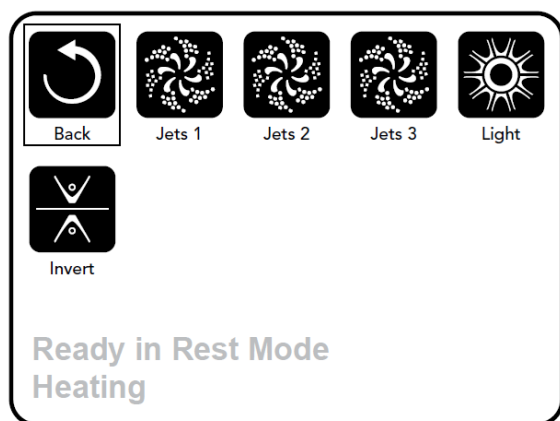 Back Jets 1 Jets 2 Jets 3 Light
Invert
Ready in Rest Mode
Heating